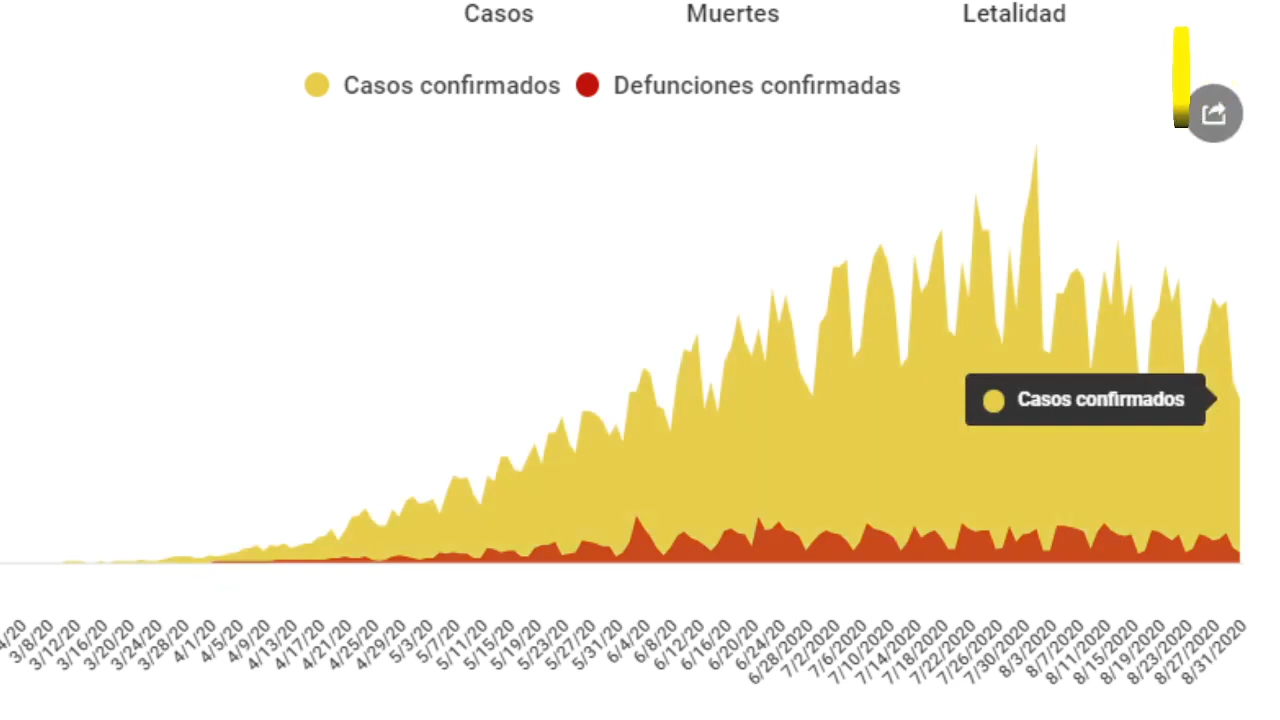 Casos Muertes Letalidad
Casos confirmados Defunciones confirmadas
Casos confirmados
3/8/20 3/12/20 3/16/20 3/20/20 3/24/20 3/28/20 4/1/20 4/5/20 4/9/20 4/13/20 4/17/20 4/21/20 4/25/20 4/29/20 5/3/20 5/7/20 5/11/20 5/15/20 5/19/20 5/23/20 5/27/20 5/31/20 6/4/20 6/8/20 6/12/20 6/16/20 6/20/20 6/24/20 6/28/2020 7/2/2020 7/6/2020 7/10/2020 7/14/2020 7/18/2020 7/22/2020 7/26/2020 7/30/2020 8/3/2020 8/7/2020 8/11/2020 8/15/2020 8/19/2020 8/23/2020 8/27/2020 8/31/2020